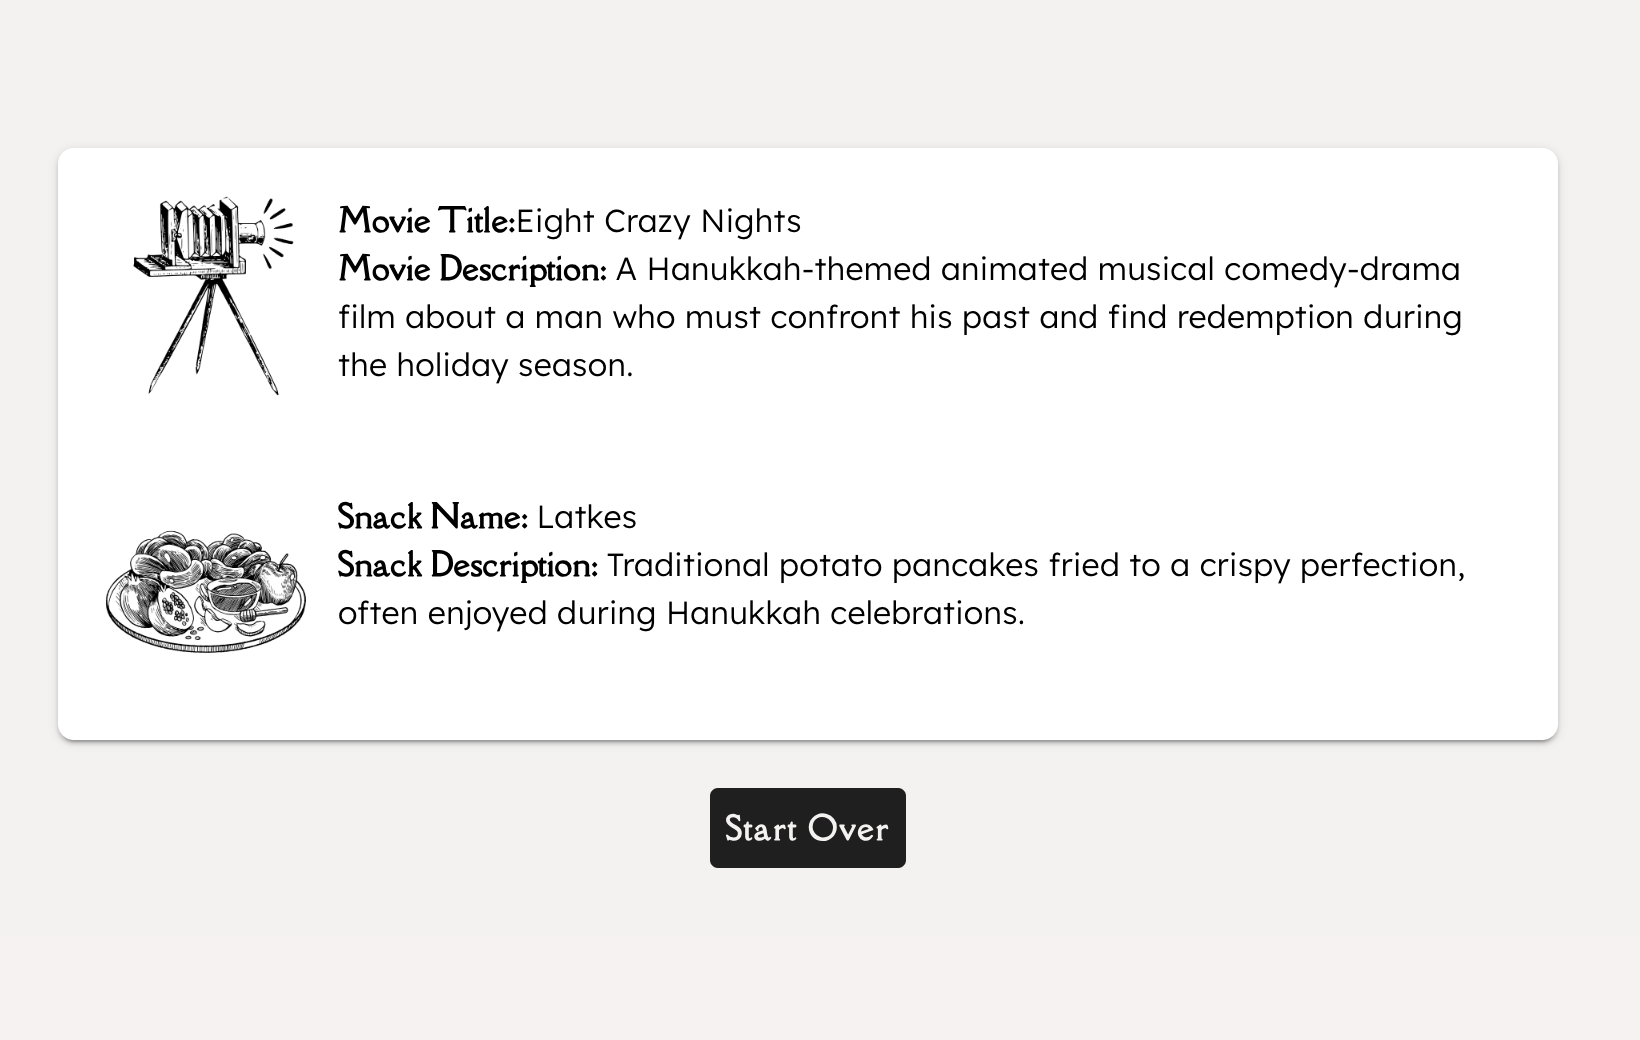 Movie Title:Eight Crazy Nights
Movie Description: A Hanukkah-themed animated musical comedy-drama
film about a man who must confront his past and find redemption during
the holiday season.
Snack Name: Latkes
Snack Description: Traditional potato pancakes fried to a crispy perfection,
often enjoyed during Hanukkah celebrations.
Start Over